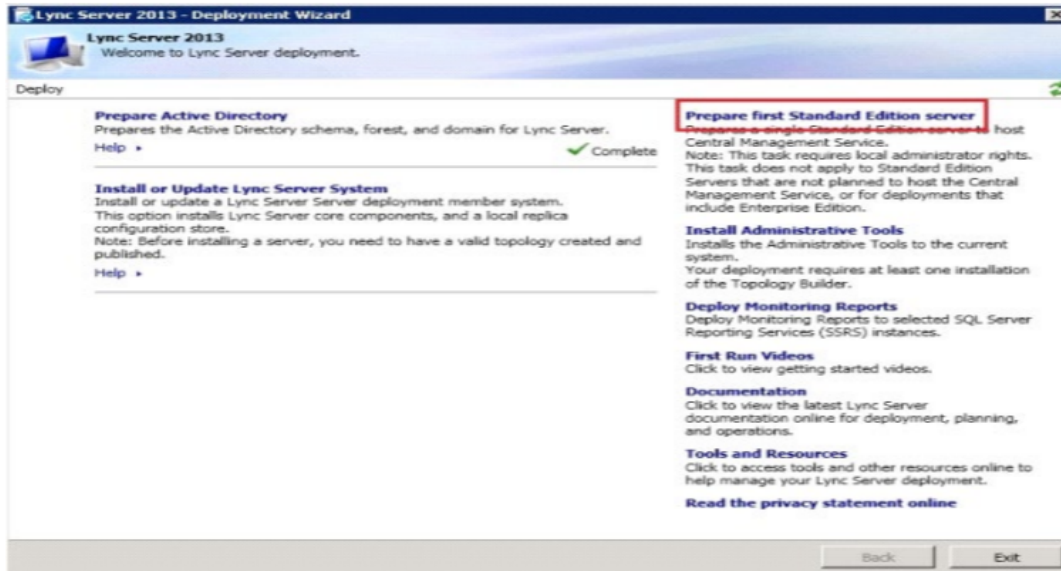 Lync Server 2013 - Deployment Wizard
Lync Server 2013
Welcome to Lync Server deployment.
Deploy
Prepare Active Directory
Prepares the Active Directory schema, forest, and domain for Lync Server.
Help
Complete
Install or Update Lync Server System
Install or update a Lync Server Server deployment member system.
This option installs Lync Server core components, and a local replica
configuration store.
Note: Before installing a server, you need to have a valid topology created and
published.
Help
Prepare first Standard Edition server
Prepares a single Standard Edition server to host
Central Management Service.
Note: This task requires local administrator rights.
This task does not apply to Standard Edition
Servers that are not planned to host the Central
Management Service, or for deployments that
include Enterprise Edition.
Install Administrative Tools
Installs the Administrative Tools to the current
system.
Your deployment requires at least one installation
of the Topology Builder.
Deploy Monitoring Reports
Deploy Monitoring Reports to selected SQL Server
Reporting Services (SSRS) instances.
First Run Videos
Click to view getting started videos.
Documentation
Click to view the latest Lync Server
documentation online for deployment, planning,
and operations.
Tools and Resources
Click to access tools and other resources online to
help manage your Lync Server deployment.
Read the privacy statement online
Back
Exit